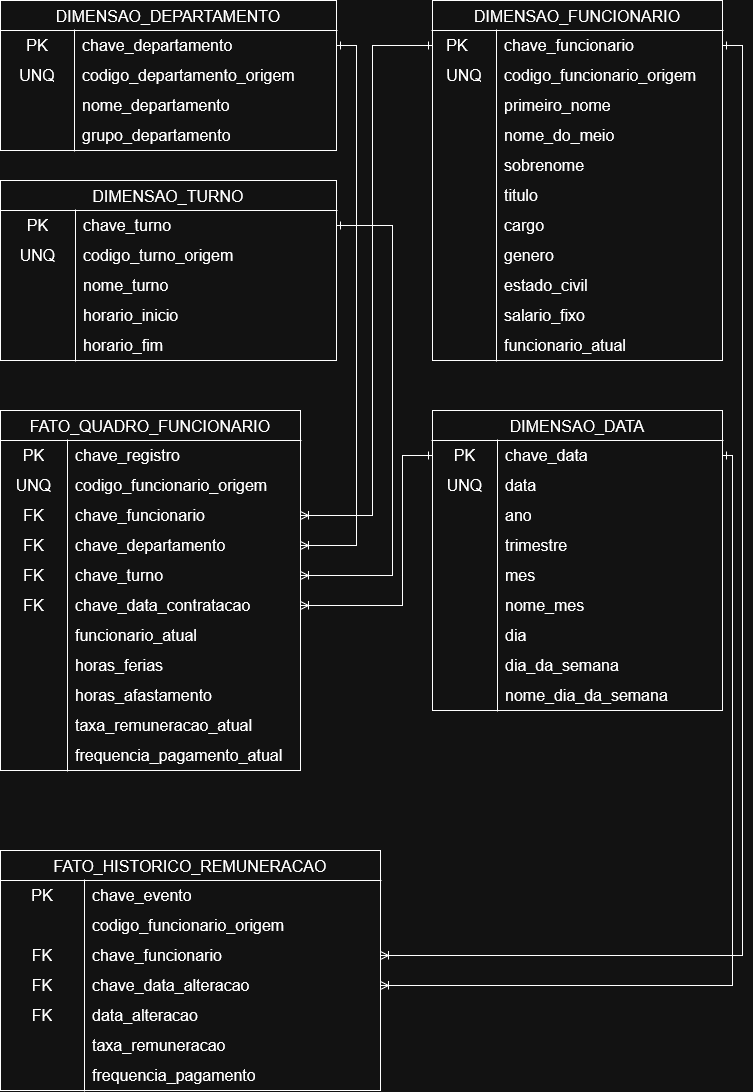 DIMENSAO_DEPARTAMENTO
PK chave_departamento
UNQ codigo_departamento_origem
nome_departamento
grupo_departamento
DIMENSAO_TURNO
PK chave_turno
UNQ codigo_turno_origem
nome_turno
horario_inicio
horario_fim
DIMENSAO_FUNCIONARIO
PK chave_funcionario
UNQ codigo_funcionario_origem
primeiro_nome
nome_do_meio
sobrenome
titulo
cargo
genero
estado_civil
salario_fixo
funcionario_atual
FATO_QUADRO_FUNCIONARIO
PK chave_registro
UNQ codigo_funcionario_origem
FK chave_funcionario
FK chave_departamento
FK chave_turno
FK chave_data_contratacao
funcionario_atual
horas_ferias
horas_afastamento
taxa_remuneracao_atual
frequencia_pagamento_atual
DIMENSAO_DATA
PK chave_data
UNQ data
ano
trimestre
mes
nome_mes
dia
dia_da_semana
nome_dia_da_semana
FATO_HISTORICO_REMUNERACAO
PK chave_evento
codigo_funcionario_origem
FK chave_funcionario
FK chave_data_alteracao
FK data_alteracao
taxa_remuneracao
frequencia_pagamento